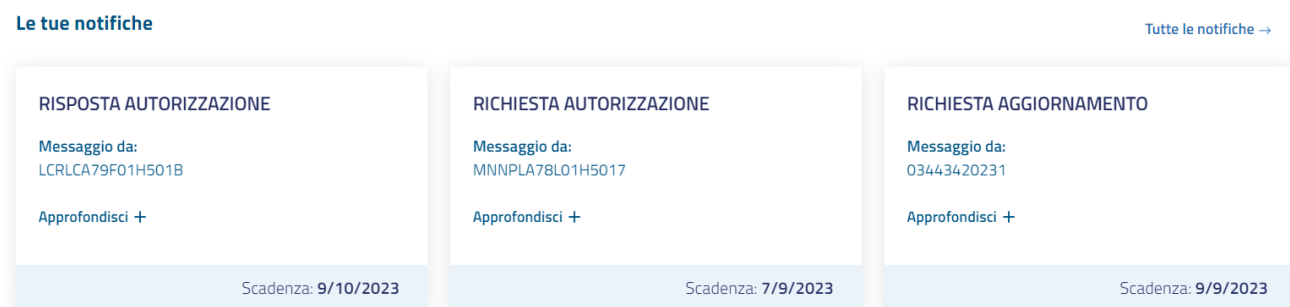 Le tue notifiche
Tutte le notifiche →
RISPOSTA AUTORIZZAZIONE
Messaggio da:
LCRLCA79F01H501B
Approfondisci +
Scadenza: 9/10/2023
RICHIESTA AUTORIZZAZIONE
Messaggio da:
MNNPLA78L01H5017
Approfondisci +
Scadenza: 7/9/2023
RICHIESTA AGGIORNAMENTO
Messaggio da:
03443420231
Approfondisci +
Scadenza: 9/9/2023